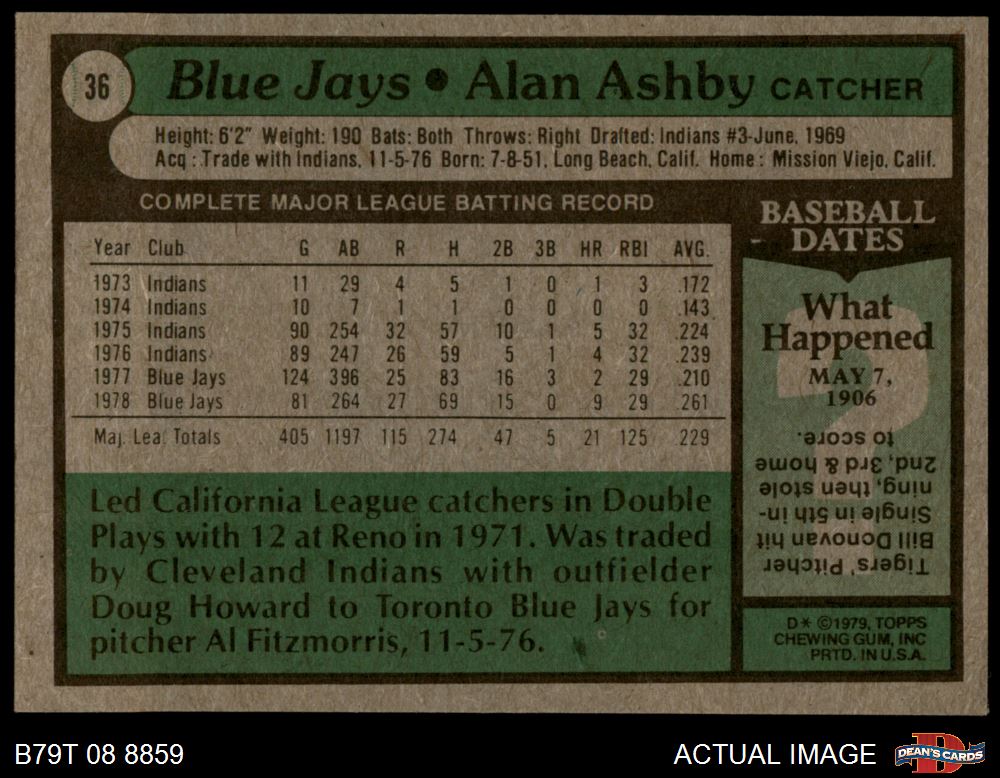 36
Blue Jays • Alan Ashby CATCHER
Height: 6'2" Weight: 190 Bats: Both Throws: Right Drafted: Indians #3-June, 1969
Acq : Trade with Indians, 11-5-76 Born: 7-8-51, Long Beach, Calif. Home : Mission Viejo, Calif.
COMPLETE MAJOR LEAGUE BATTING RECORD
Year Club G AB R H 2B 3B HR RBI AVG.
1973 Indians 11 29 4 5 1 0 1 3 .172
1974 Indians 10 7 1 1 0 0 0 0 .143
1975 Indians 90 254 32 57 10 1 5 32 .224
1976 Indians 89 247 26 59 5 1 4 32 .239
1977 Blue Jays 124 396 25 83 16 3 2 29 .210
1978 Blue Jays 81 264 27 69 15 0 9 29 .261
Maj. Lea. Totals 405 1197 115 274 47 5 21 125 .229
Led California League catchers in Double
Plays with 12 at Reno in 1971. Was traded
by Cleveland Indians with outfielder
Doug Howard to Toronto Blue Jays for
pitcher Al Fitzmorris, 11-5-76.
BASEBALL
DATES
What
Happened
MAY 7,
1906
?
Tigers' Pitcher
Bill Donovan hit
Single in 5th in-
ning, then stole
2nd, 3rd & home
to score.
D* ©1979, TOPPS
CHEWING GUM, INC
PRTD. IN U.S.A.
B79T 08 8859
ACTUAL IMAGE
DEAN'S CARDS